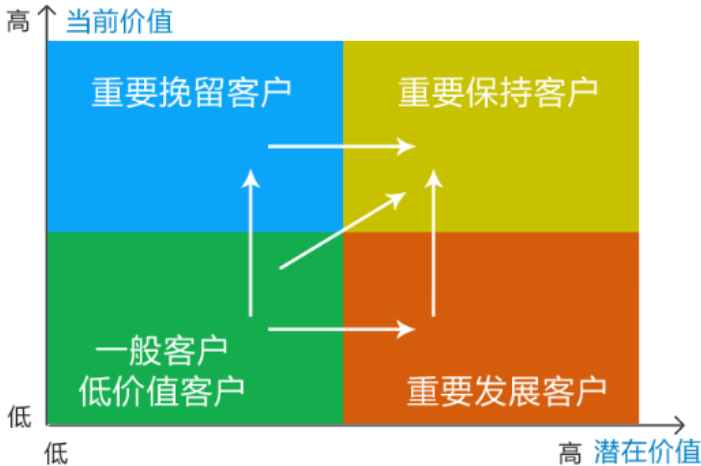 高
当前价值
重要挽留客户
重要保持客户
一般客户
低价值客户
重要发展客户
低
低
高
潜在价值